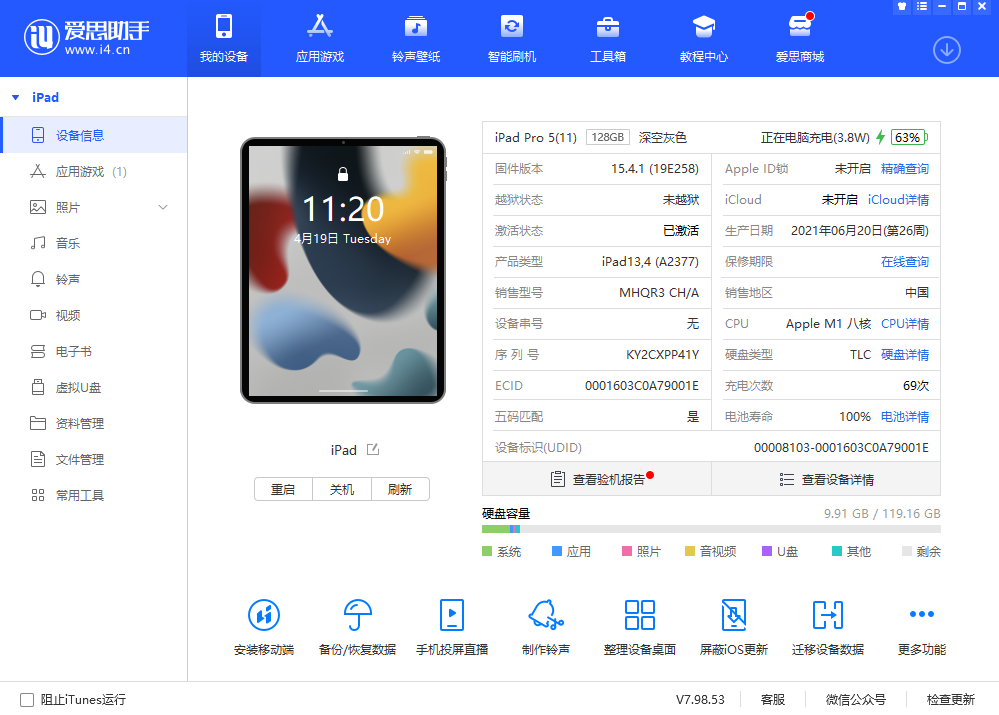 爱思助手
www.i4.cn
我的设备
应用游戏
铃声壁纸
智能刷机
工具箱
教程中心
爱思商城
iPad
设备信息
应用游戏 (1)
照片
音乐
铃声
视频
电子书
虚拟U盘
资料管理
文件管理
常用工具
11:20
4月19日 Tuesday
iPad
重启 关机 刷新
iPad Pro 5(11) 128GB 深空灰色 正在电脑充电(3.8W) 63%
固件版本 15.4.1 (19E258) Apple ID锁 未开启 精确查询
越狱状态 未越狱 iCloud 未开启 iCloud详情
激活状态 已激活 生产日期 2021年06月20日(第26周)
产品类型 iPad13,4 (A2377) 保修期限 在线查询
销售型号 MHQR3 CH/A 销售地区 中国
设备串号 无 CPU Apple M1 八核 CPU详情
序 列 号 KY2CXPP41Y 硬盘类型 TLC 硬盘详情
ECID 0001603C0A79001E 充电次数 69次
五码匹配 是 电池寿命 100% 电池详情
设备标识(UDID) 00008103-0001603C0A79001E
查看验机报告 查看设备详情
硬盘容量 9.91 GB / 119.16 GB
系统 应用 照片 音视频 U盘 其他 剩余
安装移动端 备份/恢复数据 手机投屏直播 制作铃声 整理设备桌面 屏蔽iOS更新 迁移设备数据 更多功能
阻止iTunes运行 V7.98.53 客服 微信公众号 检查更新